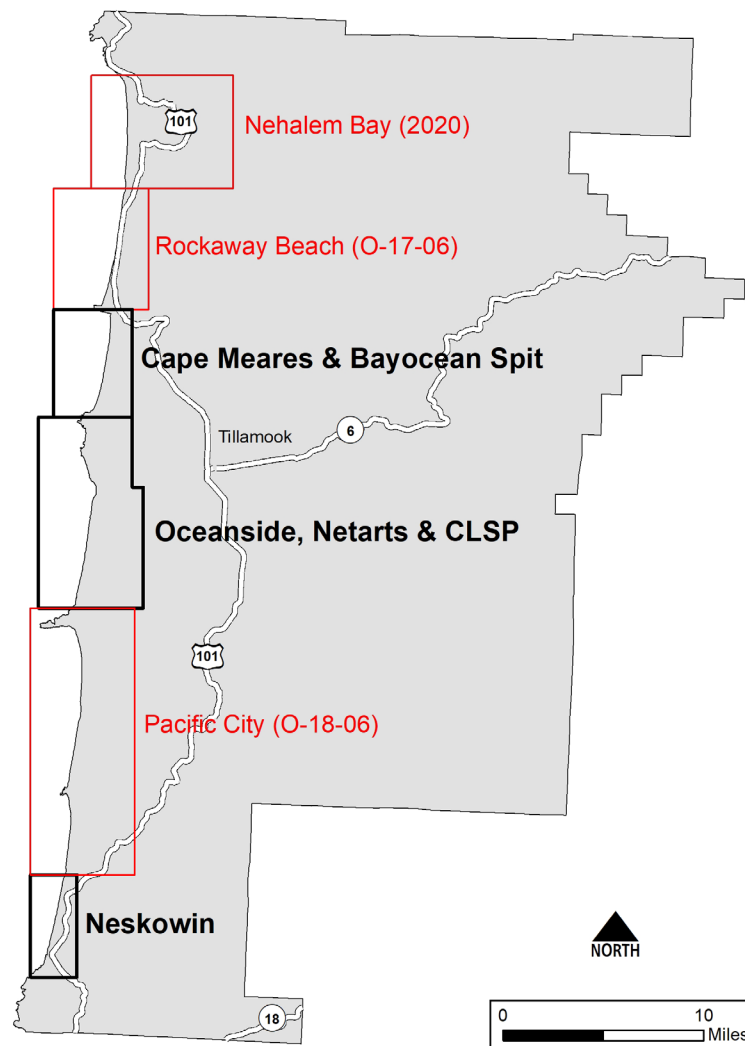 101
Nehalem Bay (2020)
Rockaway Beach (O-17-06)
Cape Meares & Bayocean Spit
Tillamook
6
Oceanside, Netarts & CLSP
101
Pacific City (O-18-06)
Neskowin
NORTH
18
0 10
Miles